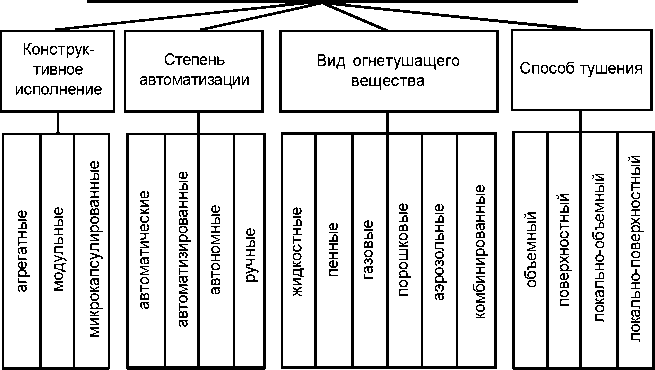 Конструк-
тивное
исполнение
Степень
автоматизации
Вид огнетушащего
вещества
Способ тушения
агрегатные
модульные
микрокапсулированные
автоматические
автоматизированные
автономные
ручные
жидкостные
пенные
газовые
порошковые
аэрозольные
комбинированные
объемный
поверхностный
локально-объемный
локально-поверхностный